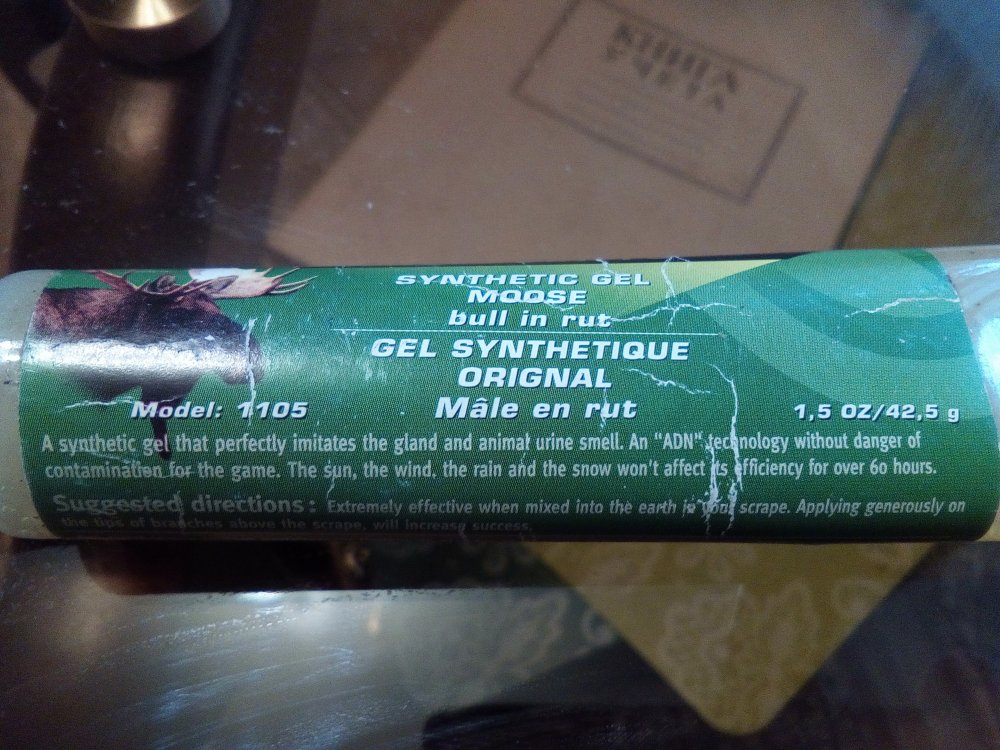 КНИГА
УЧЕТА
SYNTHETIC GEL
MOOSE
bull in rut
GEL SYNTHETIQUE
ORIGNAL
Mâle en rut
Model: 1105
1,5 OZ/42,5 g
A synthetic gel that perfectly imitates the gland and animal urine smell. An "ADN" technology without danger of
contamination for the game. The sun, the wind, the rain and the snow won't affect its efficiency for over 60 hours.
Suggested directions: Extremely effective when mixed into the earth in your scrape. Applying generously on
the tips of branches above the scrape, will increase success.